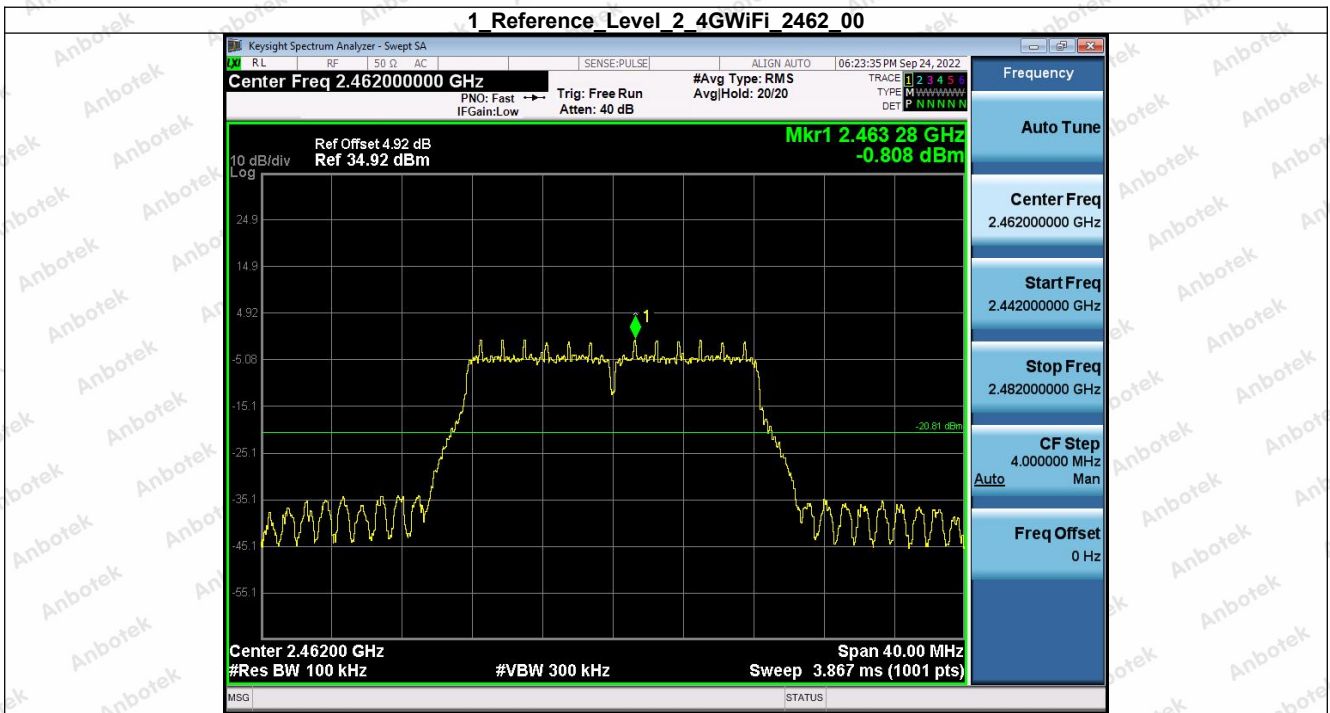 1_Reference_Level_2_4GWiFi_2462_00
Keysight Spectrum Analyzer - Swept SA
LXI RL RF 50 Ω AC SENSE:PULSE ALIGN AUTO 06:23:35 PM Sep 24, 2022
Center Freq 2.462000000 GHz
PNO: Fast
IFGain:Low
Trig: Free Run
Atten: 40 dB
#Avg Type: RMS
Avg|Hold: 20/20
TRACE 1 2 3 4 5 6
TYPE M WWWWW
DET P N N N N N
Mkr1 2.463 28 GHz
-0.808 dBm
Ref Offset 4.92 dB
10 dB/div Ref 34.92 dBm
Log
24.9
14.9
4.92
1
-5.08
-15.1
-20.81 dBm
-25.1
-35.1
-45.1
-55.1
Center 2.46200 GHz Span 40.00 MHz
#Res BW 100 kHz #VBW 300 kHz Sweep 3.867 ms (1001 pts)
MSG STATUS
Frequency
Auto Tune
Center Freq
2.462000000 GHz
Start Freq
2.442000000 GHz
Stop Freq
2.482000000 GHz
CF Step
4.000000 MHz
Auto Man
Freq Offset
0 Hz
Anbotek